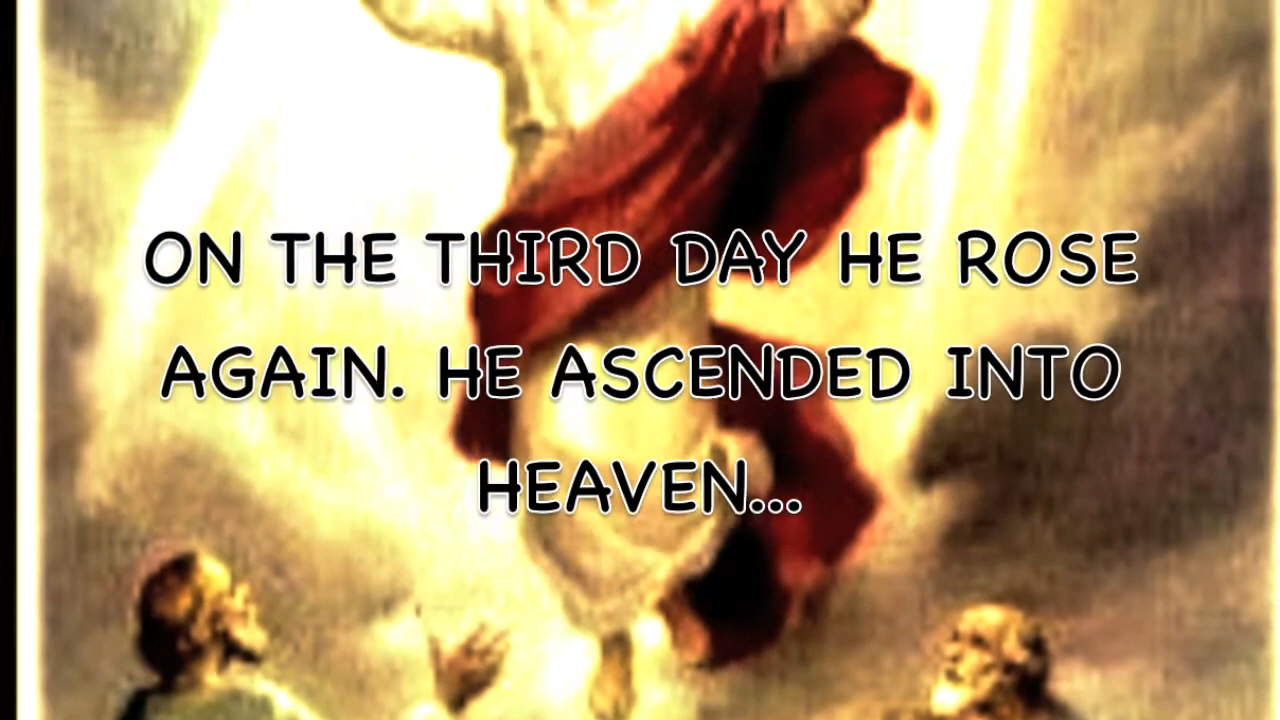 ON THE THIRD DAY HE ROSE
AGAIN. HE ASCENDED INTO
HEAVEN...